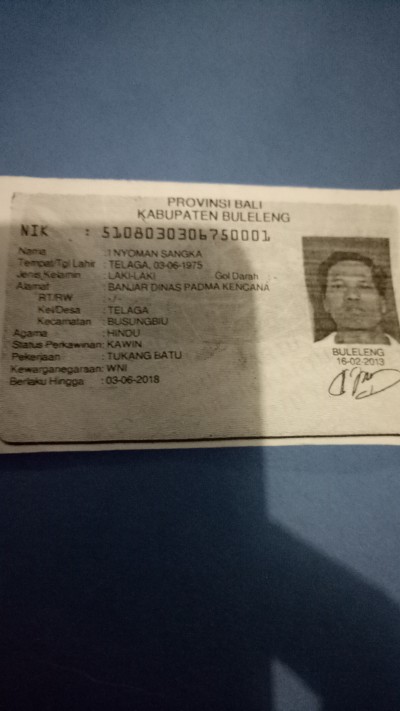 PROVINSI BALI
KABUPATEN BULELENG
NIK : 5108030306750001
Nama : I NYOMAN SANGKA
Tempat/Tgl Lahir : TELAGA, 03-06-1975
Jenis Kelamin : LAKI-LAKI Gol Darah : -
Alamat : BANJAR DINAS PADMA KENCANA
RT/RW : -/-
Kel/Desa : TELAGA
Kecamatan : BUSUNGBIU
Agama : HINDU
Status Perkawinan: KAWIN
Pekerjaan : TUKANG BATU
Kewarganegaraan: WNI
Berlaku Hingga : 03-06-2018
BULELENG
16-02-2013